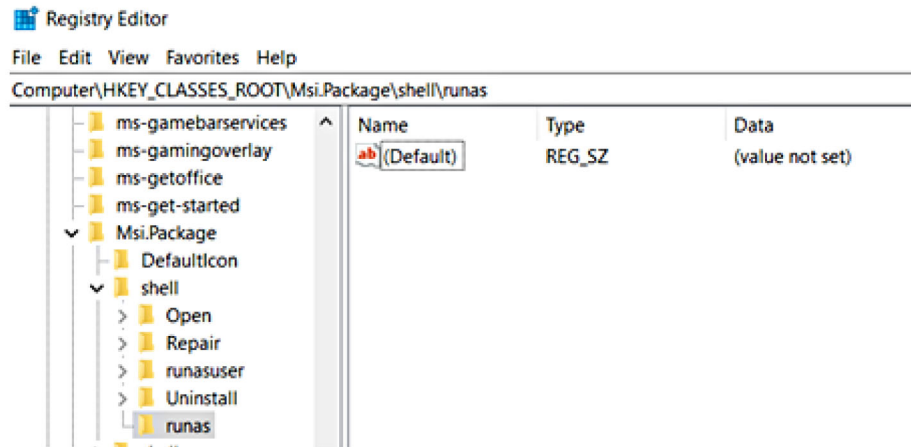 Registry Editor
File Edit View Favorites Help
Computer\HKEY_CLASSES_ROOT\Msi.Package\shell\runas
ms-gamebarservices
ms-gamingoverlay
ms-getoffice
ms-get-started
Msi.Package
DefaultIcon
shell
Open
Repair
runasuser
Uninstall
runas
Name Type Data
ab (Default) REG_SZ (value not set)